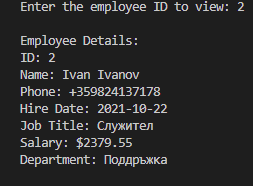 Enter the employee ID to view: 2
Employee Details:
ID: 2
Name: Ivan Ivanov
Phone: +359824137178
Hire Date: 2021-10-22
Job Title: Служител
Salary: $2379.55
Department: Поддръжка